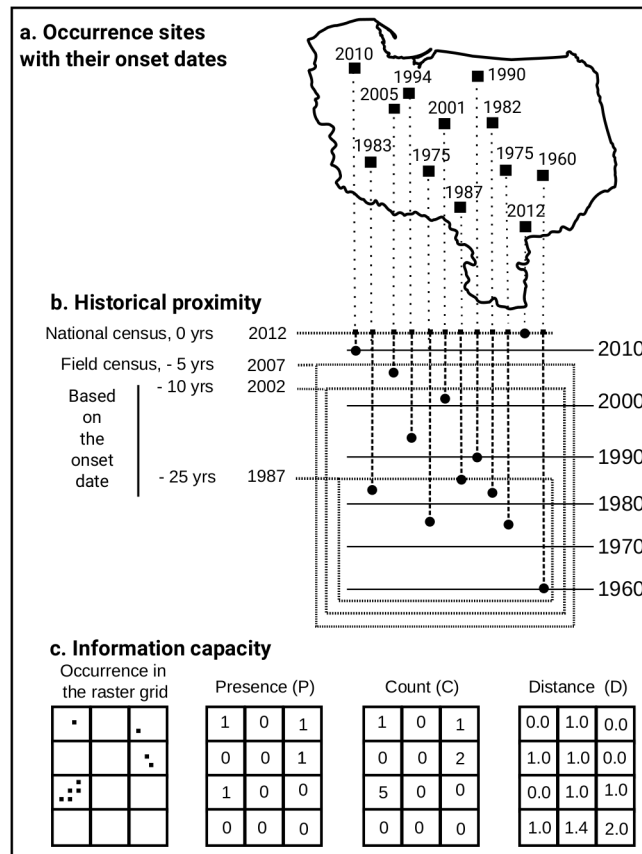 a. Occurrence sites
with their onset dates
2010
1994
1990
2005
2001
1982
1983
1975
1975
1960
1987
2012
b. Historical proximity
National census, 0 yrs 2012
2010
Field census, - 5 yrs 2007
- 10 yrs 2002
Based
on
the
onset
date
2000
1990
- 25 yrs 1987
1980
1970
1960
c. Information capacity
Occurrence in
the raster grid
Presence (P) Count (C) Distance (D)
1 0 1 1 0 1 0.0 1.0 0.0
0 0 1 0 0 2 1.0 1.0 0.0
1 0 0 5 0 0 0.0 1.0 1.0
0 0 0 0 0 0 1.0 1.4 2.0